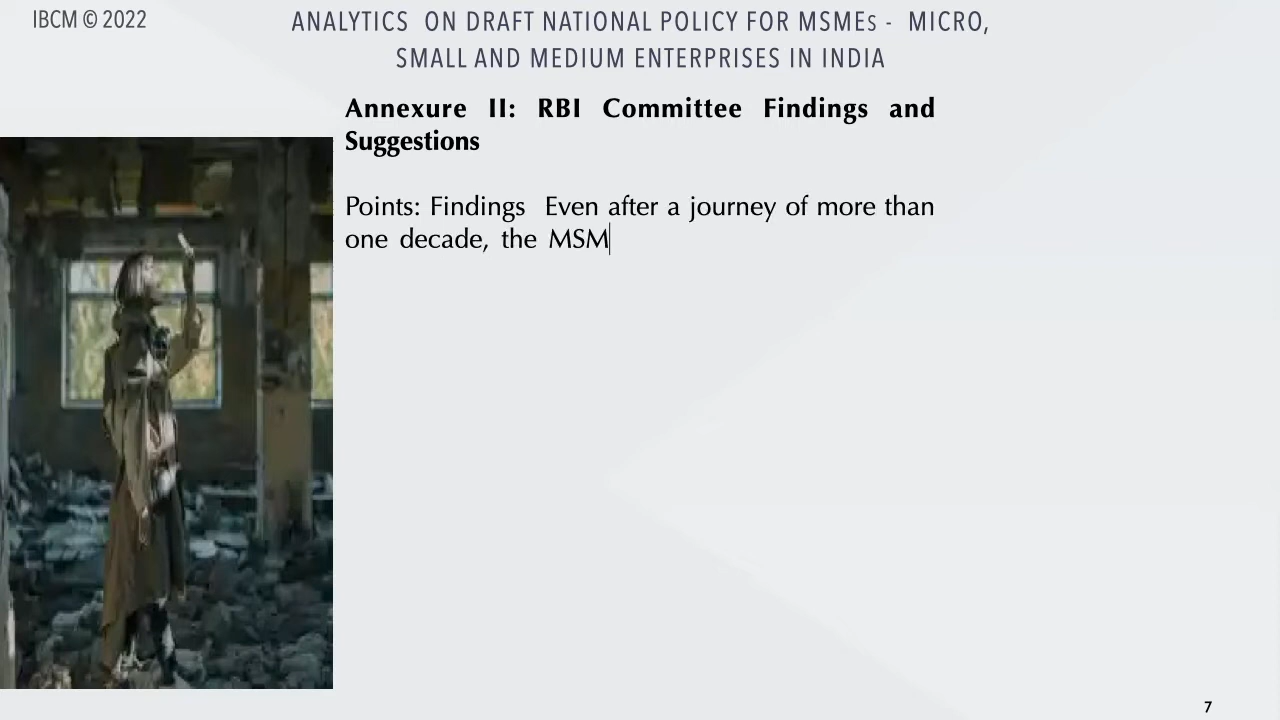 IBCM © 2022
ANALYTICS ON DRAFT NATIONAL POLICY FOR MSMEs - MICRO,
SMALL AND MEDIUM ENTERPRISES IN INDIA
Annexure II: RBI Committee Findings and
Suggestions
Points: Findings Even after a journey of more than
one decade, the MSM
7